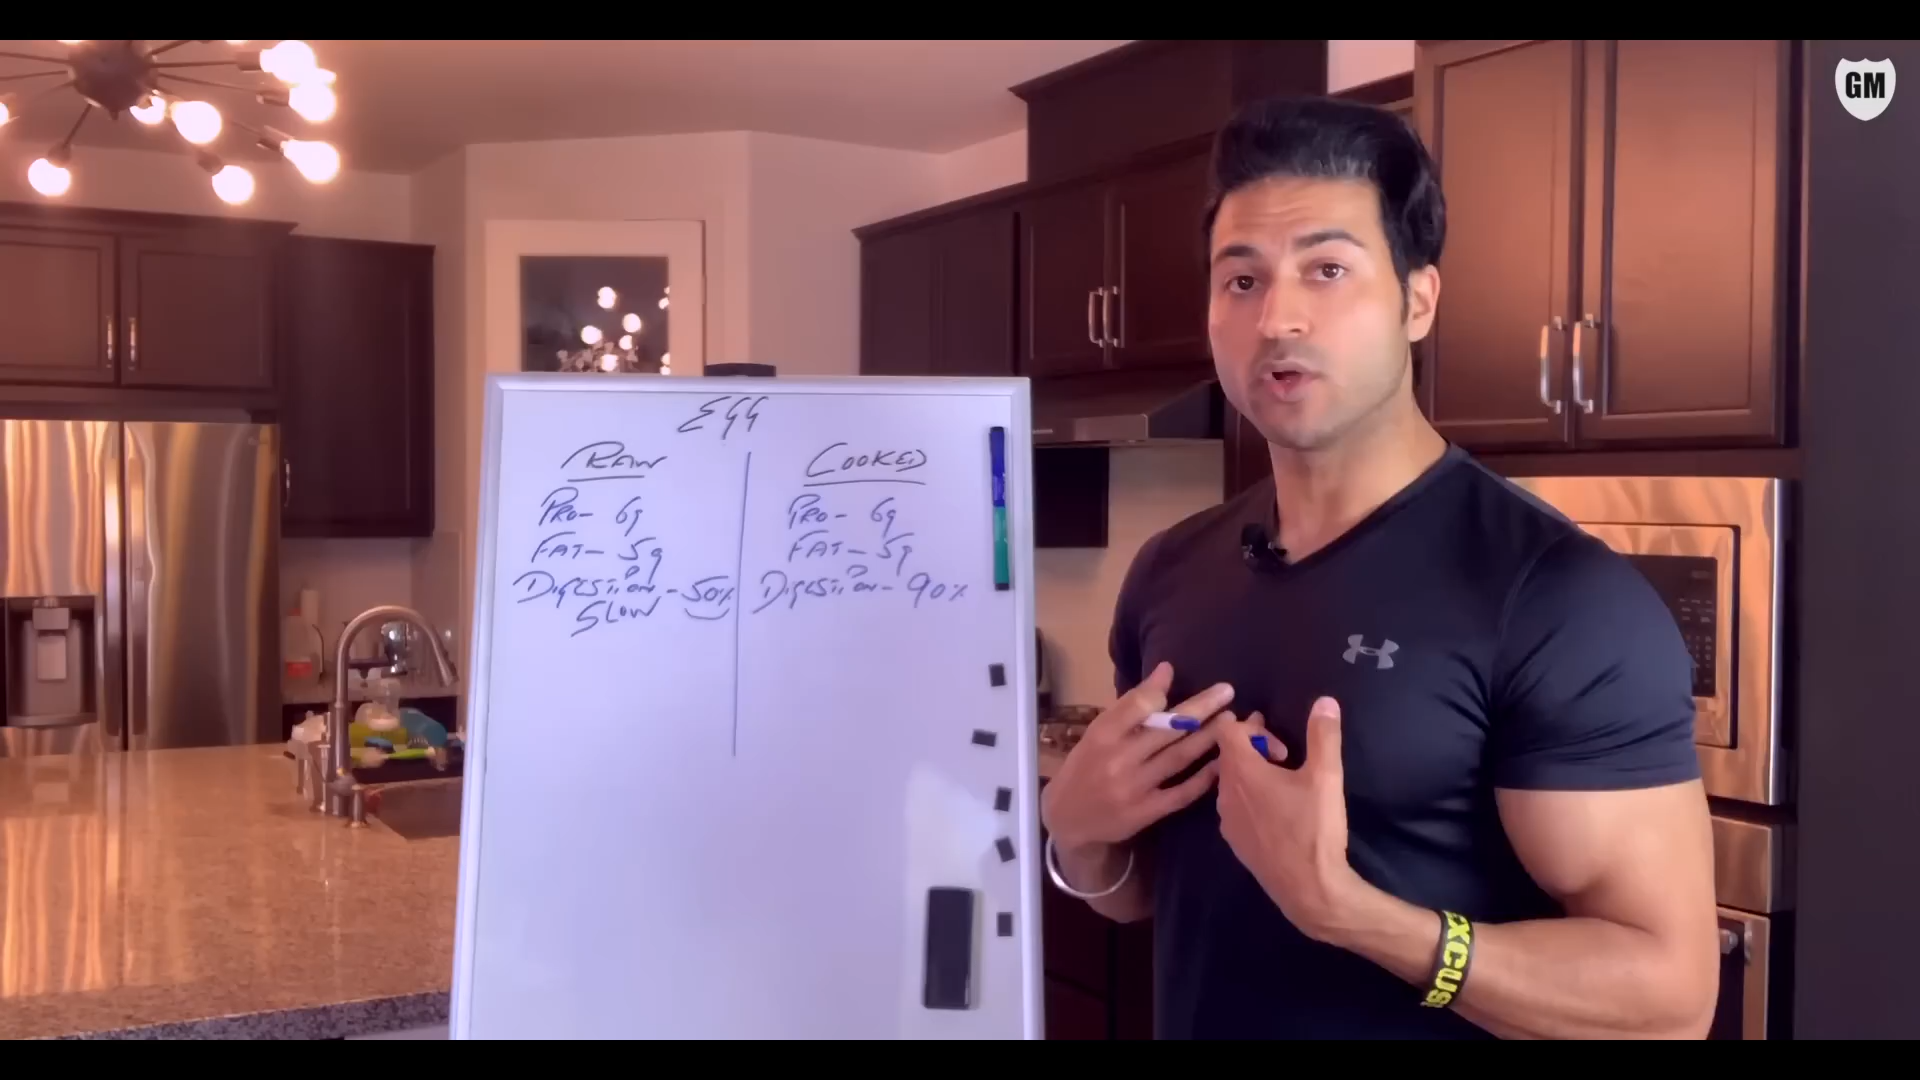 GM
EGG
RAW
PRO- 6g
FAT- 5g
DIGESTION - 50%
SLOW
COOKED
PRO- 6g
FAT- 5g
DIGESTION- 90%
EXCUS